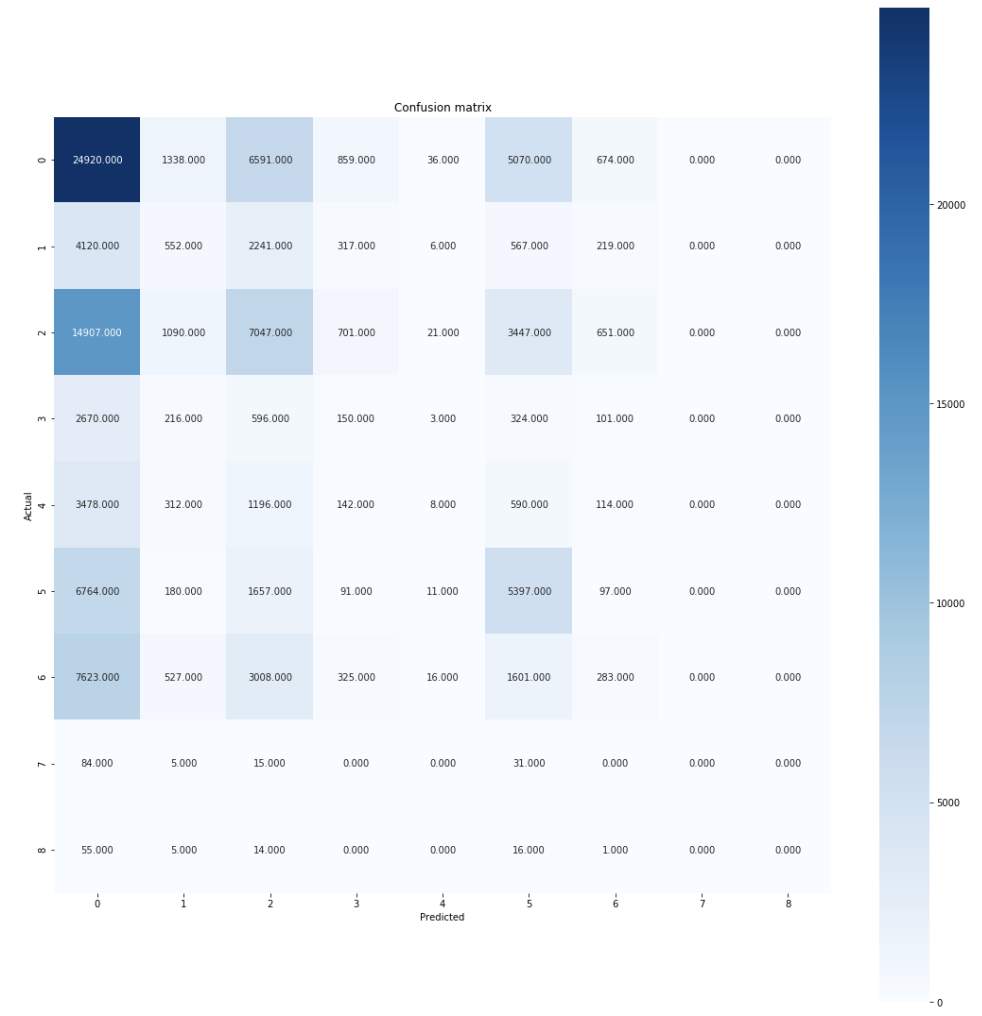 Confusion matrix
0 24920.000 1338.000 6591.000 859.000 36.000 5070.000 674.000 0.000 0.000
1 4120.000 552.000 2241.000 317.000 6.000 567.000 219.000 0.000 0.000
2 14907.000 1090.000 7047.000 701.000 21.000 3447.000 651.000 0.000 0.000
3 2670.000 216.000 596.000 150.000 3.000 324.000 101.000 0.000 0.000
4 3478.000 312.000 1196.000 142.000 8.000 590.000 114.000 0.000 0.000
5 6764.000 180.000 1657.000 91.000 11.000 5397.000 97.000 0.000 0.000
6 7623.000 527.000 3008.000 325.000 16.000 1601.000 283.000 0.000 0.000
7 84.000 5.000 15.000 0.000 0.000 31.000 0.000 0.000 0.000
8 55.000 5.000 14.000 0.000 0.000 16.000 1.000 0.000 0.000
0 1 2 3 4 5 6 7 8
Predicted
Actual
20000
15000
10000
5000
0